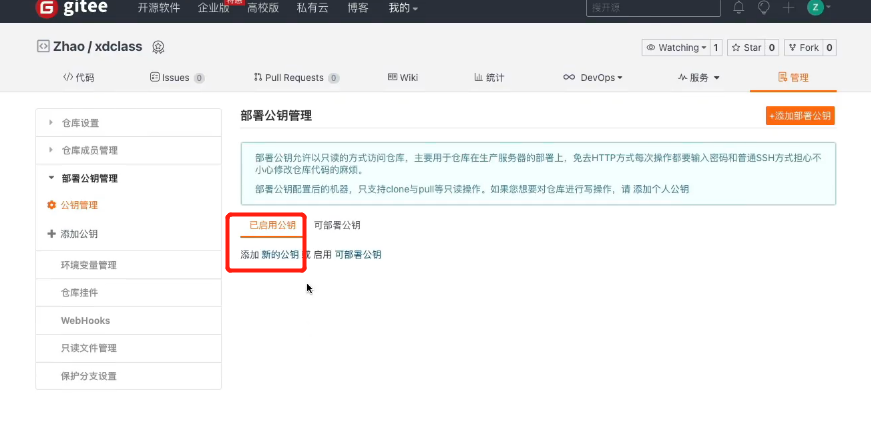 gitee 开源软件 企业版 特惠 高校版 私有云 博客 我的 搜开源 Z
Zhao / xdclass Watching 1 Star 0 Fork 0
代码 Issues 0 Pull Requests 0 Wiki 统计 DevOps 服务 管理
仓库设置
仓库成员管理
部署公钥管理
公钥管理
添加公钥
环境变量管理
仓库挂件
WebHooks
只读文件管理
保护分支设置
部署公钥管理 +添加部署公钥
部署公钥允许以只读的方式访问仓库，主要用于仓库在生产服务器的部署上，免去HTTP方式每次操作都要输入密码和普通SSH方式担心不
小心修改仓库代码的麻烦。
部署公钥配置后的机器，只支持clone与pull等只读操作。如果您想要对仓库进行写操作，请 添加个人公钥
已启用公钥 可部署公钥
添加 新的公钥 或 启用 可部署公钥